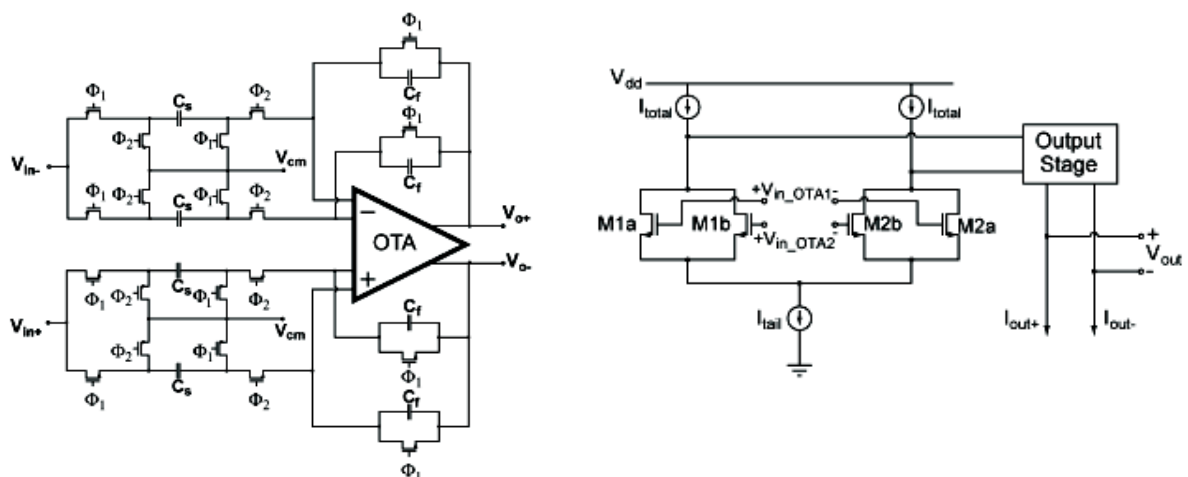 Φ1
Cf
Φ1 Cs Φ2
Φ1
Φ2 Φ1
Cf
Vin- Vcm
Φ1 Φ2 Φ1 Φ2
Cs
−
Vo+
OTA
Vo-
+
Cs
Φ1 Φ2 Φ1 Φ2
Cf
Vin+ Vcm
Φ2 Φ1
Φ1
Cs
Φ1 Φ2
Cf
Φ1
Vdd
Itotal Itotal
Output
Stage
+Vin_OTA1-
M1a M1b M2b M2a
+Vin_OTA2-
+
Vout
-
Itail
Iout+ Iout-